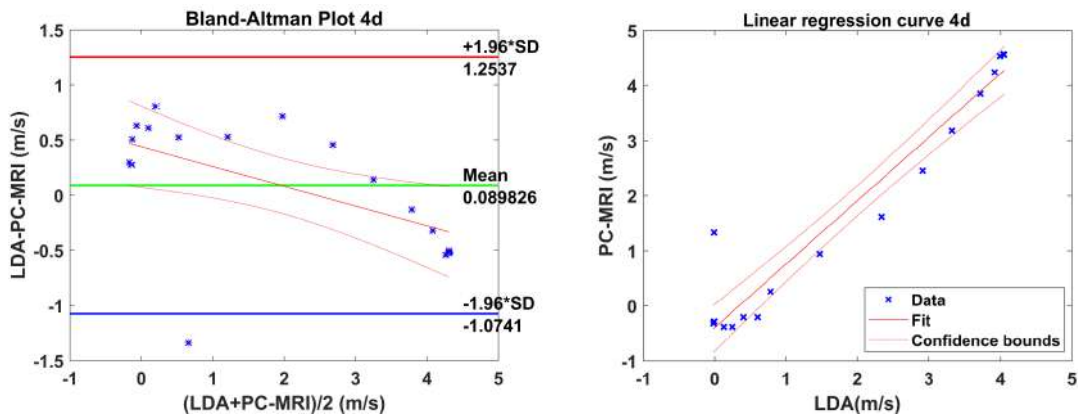 Bland-Altman Plot 4d
1.5
1
0.5
0
-0.5
-1
-1.5
LDA-PC-MRI (m/s)
+1.96*SD
1.2537
Mean
0.089826
-1.96*SD
-1.0741
-1 0 1 2 3 4 5
(LDA+PC-MRI)/2 (m/s)
Linear regression curve 4d
5
4
3
2
1
0
-1
PC-MRI (m/s)
Data
Fit
Confidence bounds
-1 0 1 2 3 4 5
LDA(m/s)